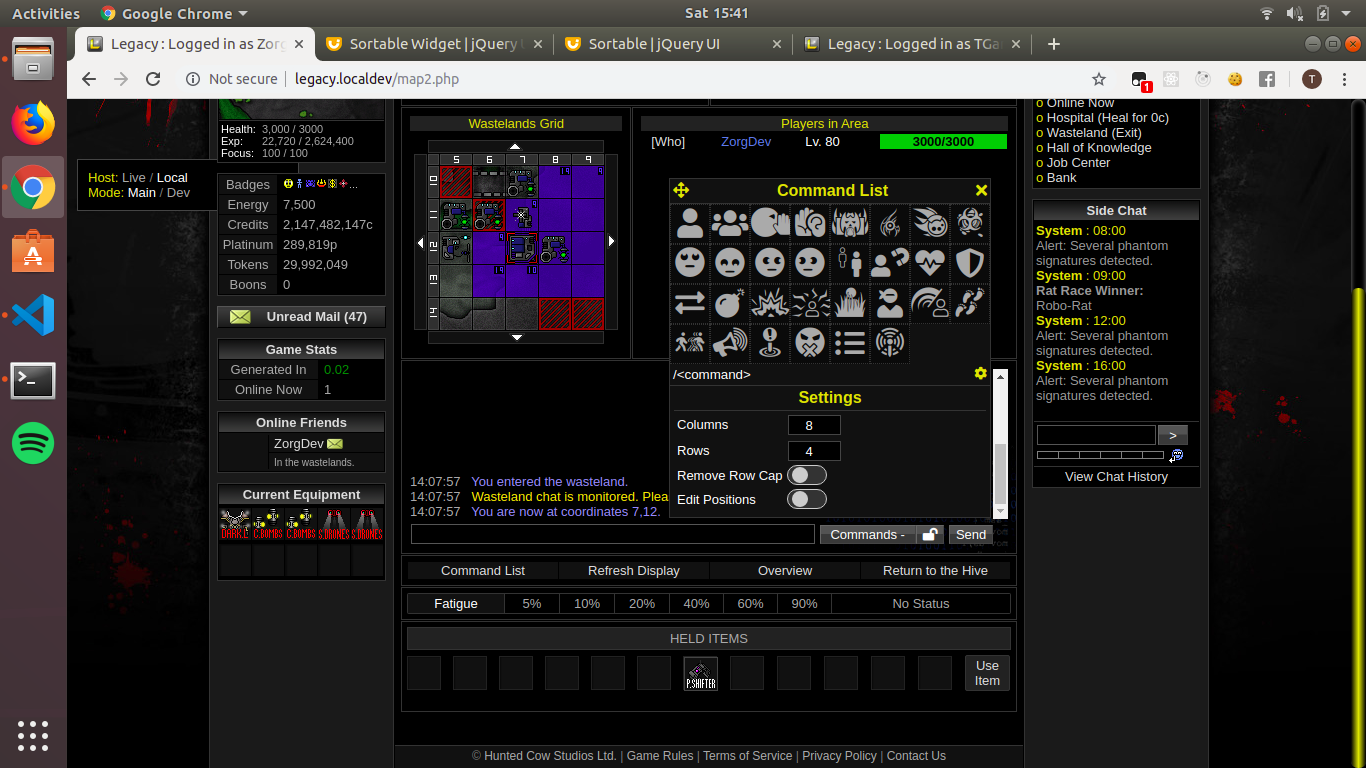 Activities
Google Chrome
Sat 15:41
Legacy : Logged in as Zorg
Sortable Widget | jQuery U
Sortable | jQuery UI
Legacy : Logged in as TGa
Not secure
legacy.localdev/map2.php
1
T
Host: Live / Local
Mode: Main / Dev
Health: 3,000 / 3000
Exp: 22,720 / 2,624,400
Focus: 100 / 100
Badges
...
Energy 7,500
Credits 2,147,482,147c
Platinum 289,819p
Tokens 29,992,049
Boons 0
Unread Mail (47)
Game Stats
Generated In 0.02
Online Now 1
Online Friends
ZorgDev
In the wastelands.
Current Equipment
DARK E C.BOMBS C.BOMBS S.DRONES S.DRONES
Wastelands Grid
5 6 7 8 9
10
11
12
13
14
Players in Area
[Who] ZorgDev Lv. 80 3000/3000
Command List
/<command>
Settings
Columns 8
Rows 4
Remove Row Cap
Edit Positions
14:07:57 You entered the wasteland.
14:07:57 Wasteland chat is monitored. Plea
14:07:57 You are now at coordinates 7,12.
Commands -
Send
Command List Refresh Display Overview Return to the Hive
Fatigue 5% 10% 20% 40% 60% 90% No Status
HELD ITEMS
P.SHIFTER
Use Item
o Online Now
o Hospital (Heal for 0c)
o Wasteland (Exit)
o Hall of Knowledge
o Job Center
o Bank
Side Chat
System : 08:00
Alert: Several phantom
signatures detected.
System : 09:00
Rat Race Winner:
Robo-Rat
System : 12:00
Alert: Several phantom
signatures detected.
System : 16:00
Alert: Several phantom
signatures detected.
>
View Chat History
© Hunted Cow Studios Ltd. | Game Rules | Terms of Service | Privacy Policy | Contact Us